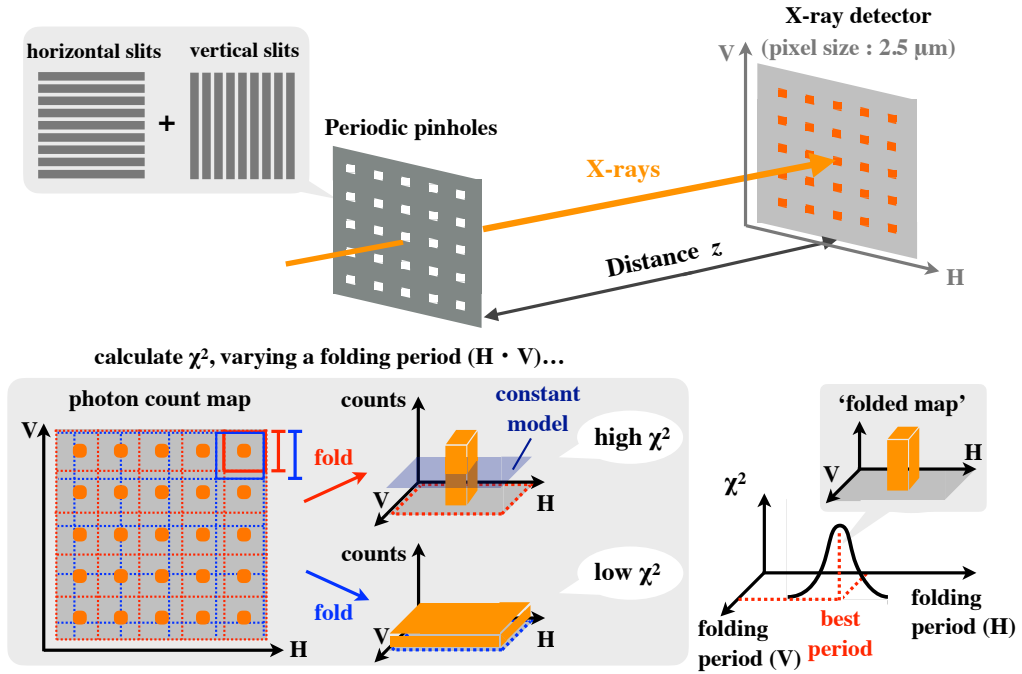 X-ray detector
(pixel size : 2.5 μm)
V
horizontal slits
vertical slits
+
Periodic pinholes
X-rays
Distance z
H
calculate χ², varying a folding period (H・V)…
photon count map
V
H
fold
fold
counts
constant
model
high χ²
V
H
counts
low χ²
V
H
‘folded map’
H
V
χ²
best
period
folding
period (V)
folding
period (H)